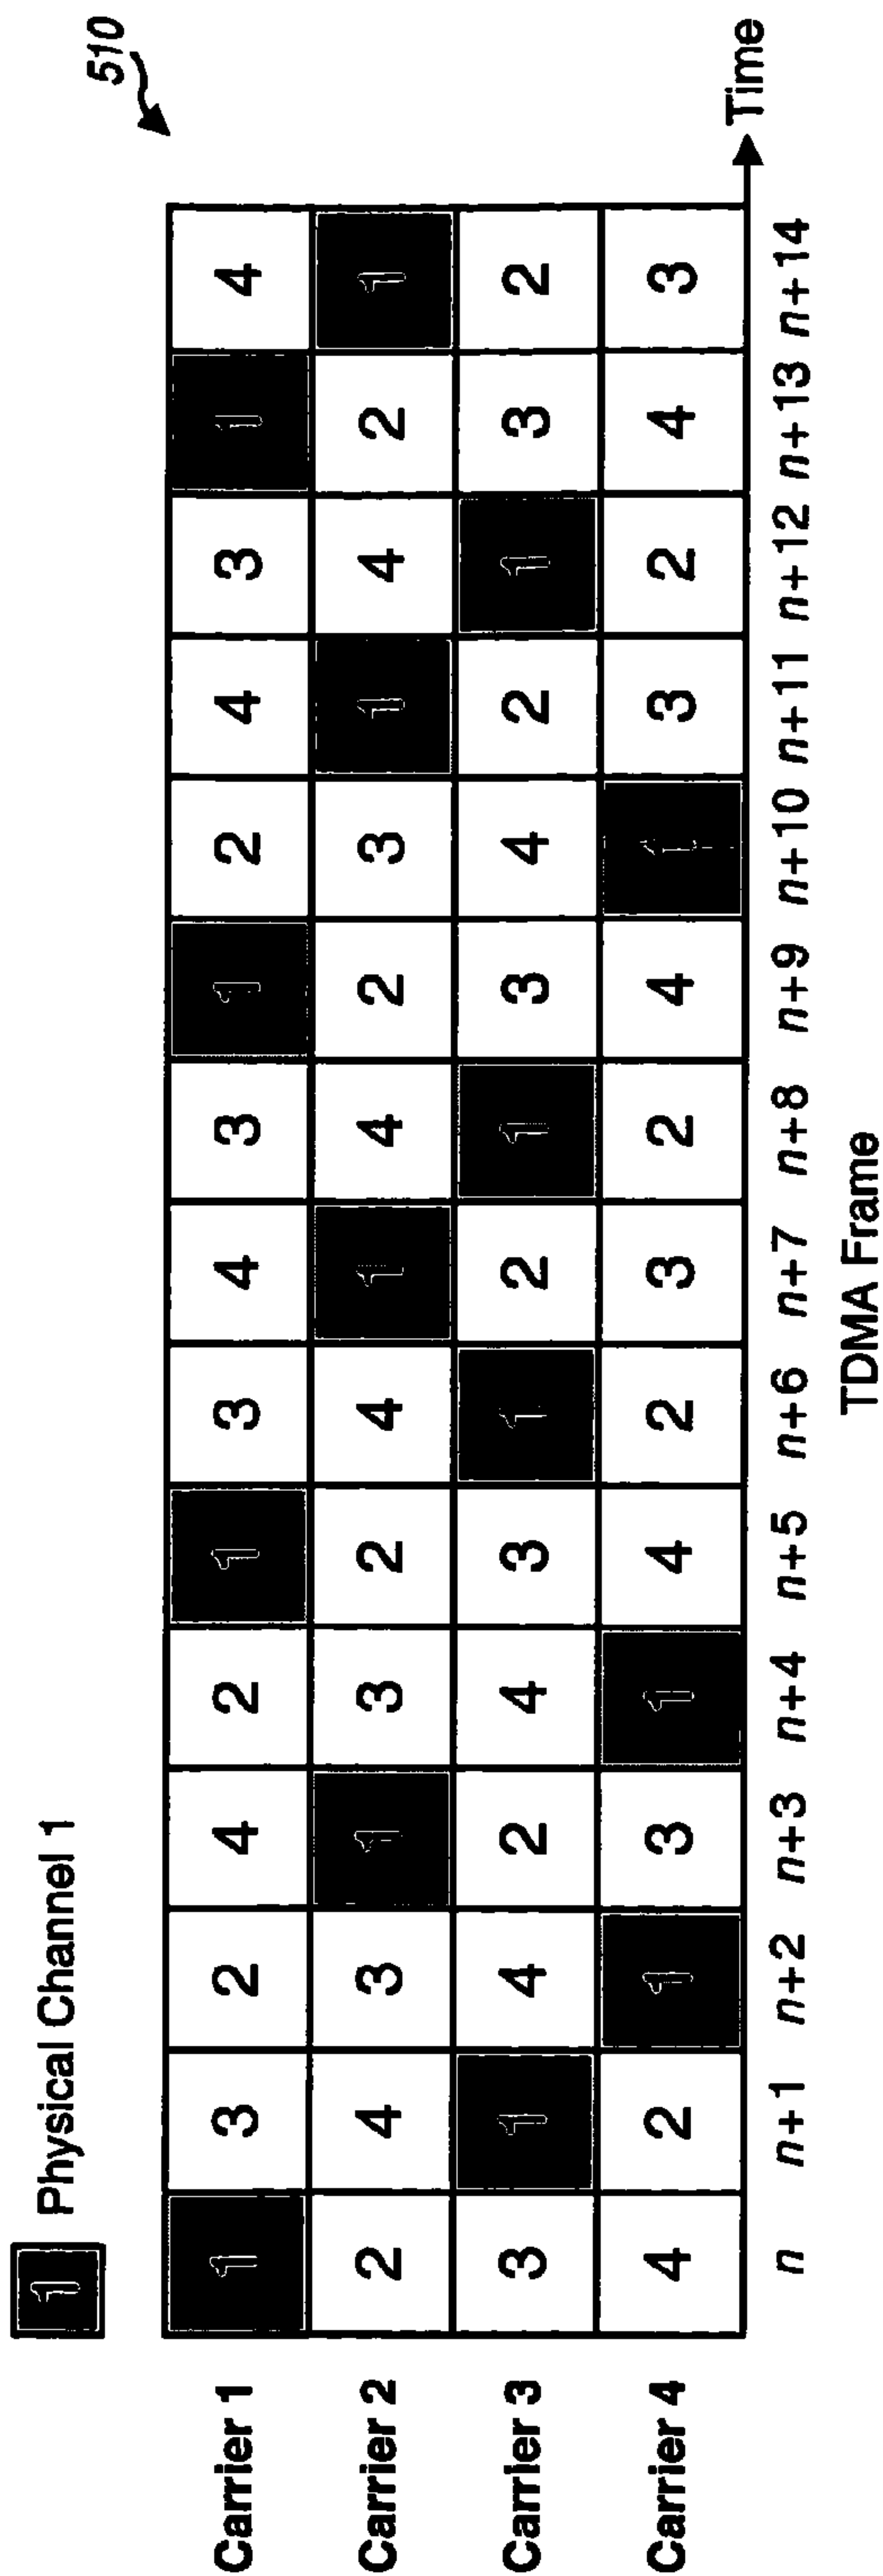 510
1 Physical Channel 1
Carrier 1 1 3 2 4 2 1 3 4 3 1 2 4 3 1 4
Carrier 2 2 4 3 1 3 2 4 1 4 2 3 1 4 2 1
Carrier 3 3 1 4 2 4 3 1 2 1 3 4 2 1 3 2
Carrier 4 4 2 1 3 1 4 2 3 2 4 1 3 2 4 3
Time
n n+1 n+2 n+3 n+4 n+5 n+6 n+7 n+8 n+9 n+10 n+11 n+12 n+13 n+14
TDMA Frame